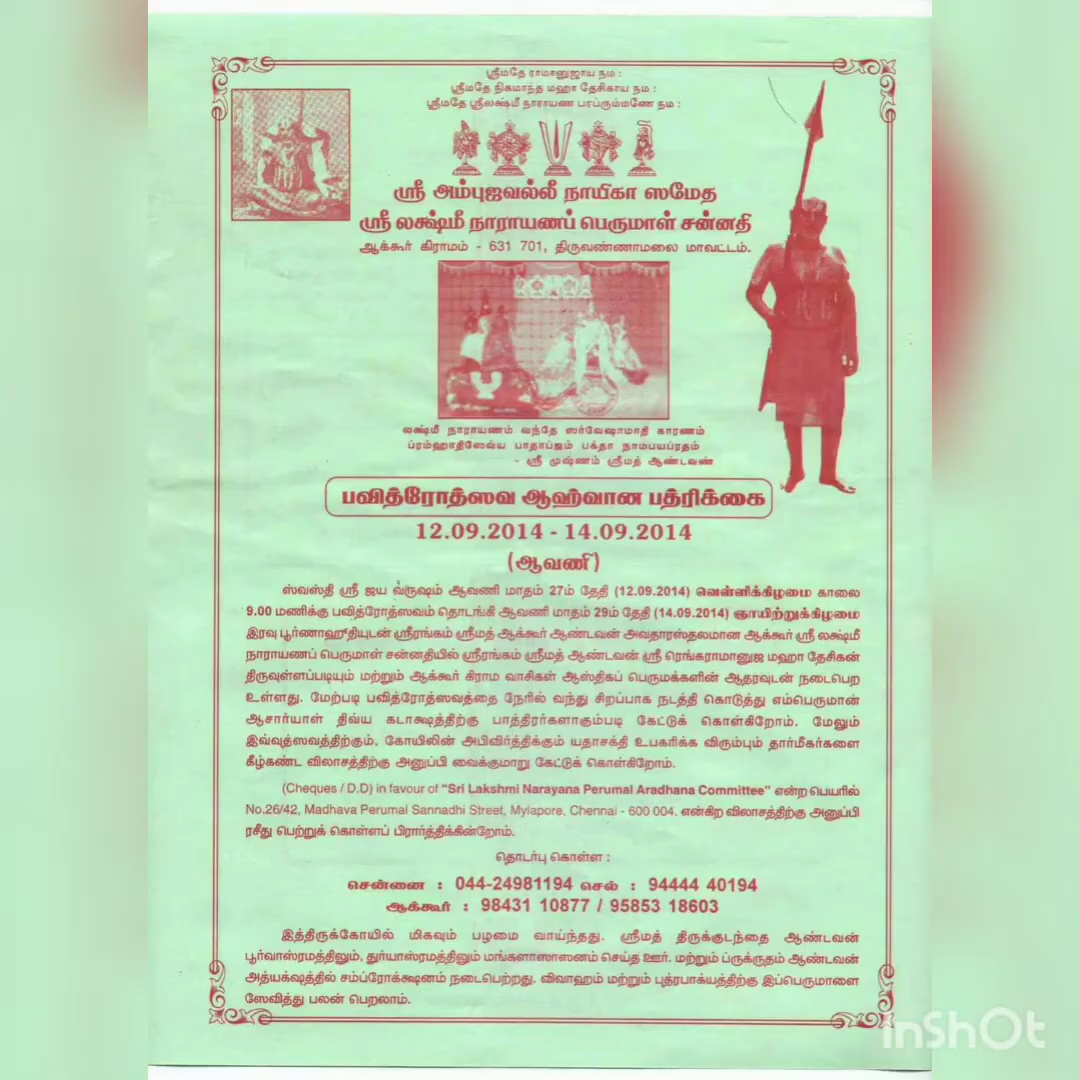 ஸ்ரீமதே ராமானுஜாய நம :
ஸ்ரீமதே நிகமாந்த மஹா தேசிகாய நம :
ஸ்ரீமதே ஸ்ரீலக்ஷ்மீ நாராயண பரப்ரும்மணே நம :
ஸ்ரீ அம்புஜவல்லீ நாயிகா ஸமேத
ஸ்ரீ லக்ஷ்மீ நாராயணப் பெருமாள் சன்னதி
ஆக்கூர் கிராமம் - 631 701, திருவண்ணாமலை மாவட்டம்.
லக்ஷ்மீ நாராயணம் வந்தே ஸர்வேஷாமாதி காரணம்
ப்ரம்ஹாதிஸேவ்ய பாதாப்ஜம் பக்தா நாம்பயப்ரதம்
- ஸ்ரீ முஷ்ணம் ஸ்ரீமத் ஆண்டவண்
பவித்ரோத்ஸவ ஆஹ்வான பத்ரிக்கை
12.09.2014 - 14.09.2014
(ஆவணி)
ஸ்வஸ்தி ஸ்ரீ ஜய வ்ருஷம் ஆவணி மாதம் 27ம் தேதி (12.09.2014) வெள்ளிக்கிழமை காலை
9.00 மணிக்கு பவித்ரோத்ஸவம் தொடங்கி ஆவணி மாதம் 29ம் தேதி (14.09.2014) ஞாயிற்றுக்கிழமை
இரவு பூர்ணாஹூதியுடன் ஸ்ரீரங்கம் ஸ்ரீமத் ஆக்கூர் ஆண்டவன் அவதாரஸ்தலமான ஆக்கூர் ஸ்ரீ லக்ஷ்மீ
நாராயணப் பெருமாள் சன்னதியில் ஸ்ரீரங்கம் ஸ்ரீமத் ஆண்டவன் ஸ்ரீ ரெங்கராமானுஜ மஹா தேசிகன்
திருவுள்ளப்படியும் மற்றும் ஆக்கூர் கிராம வாசிகள் ஆஸ்திகப் பெருமக்களின் ஆதரவுடன் நடைபெற
உள்ளது. மேற்படி பவித்ரோத்ஸவத்தை நேரில் வந்து சிறப்பாக நடத்தி கொடுத்து எம்பெருமான்
ஆசார்யாள் திவ்ய கடாக்ஷத்திற்கு பாத்திரர்களாகும்படி கேட்டுக் கொள்கிறோம். மேலும்
இவ்வுத்ஸவத்திற்கும், கோயிலின் அபிவிர்த்திக்கும் யதாசக்தி உபகரிக்க விரும்பும் தார்மீகர்களை
கீழ்கண்ட விலாசத்திற்கு அனுப்பி வைக்குமாறு கேட்டுக் கொள்கிறோம்.
(Cheques / D.D) in favour of "Sri Lakshmi Narayana Perumal Aradhana Committee" என்ற பெயரில்
No.26/42, Madhava Perumal Sannadhi Street, Mylapore, Chennai - 600 004. என்கிற விலாசத்திற்கு அனுப்பி
ரசீது பெற்றுக் கொள்ளப் பிரார்த்திக்கின்றோம்.
தொடர்பு கொள்ள :
சென்னை : 044-24981194 செல் : 94444 40194
ஆக்கூர் : 98431 10877 / 95853 18603
இத்திருக்கோயில் மிகவும் பழமை வாய்ந்தது. ஸ்ரீமத் திருக்குடந்தை ஆண்டவன்
பூர்வாஸ்ரமத்திலும், துர்யாஸ்ரமத்திலும் மங்களாஸாஸனம் செய்த ஊர். மற்றும் ப்ருக்ருதம் ஆண்டவன்
அத்யக்ஷத்தில் சம்ப்ரோக்க்ஷனம் நடைபெற்றது. விவாஹம் மற்றும் புத்ரபாக்யத்திற்கு இப்பெருமாளை
ஸேவித்து பலன் பெறலாம்.
InShOt